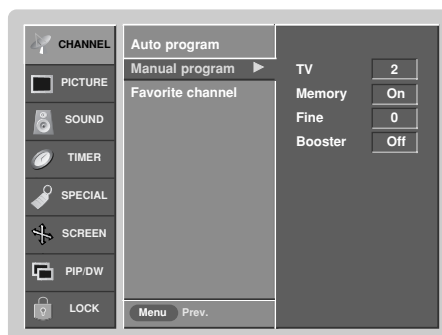 CHANNEL
PICTURE
SOUND
TIMER
SPECIAL
SCREEN
PIP/DW
LOCK
Auto program
Manual program
Favorite channel
Menu Prev.
TV 2
Memory On
Fine 0
Booster Off